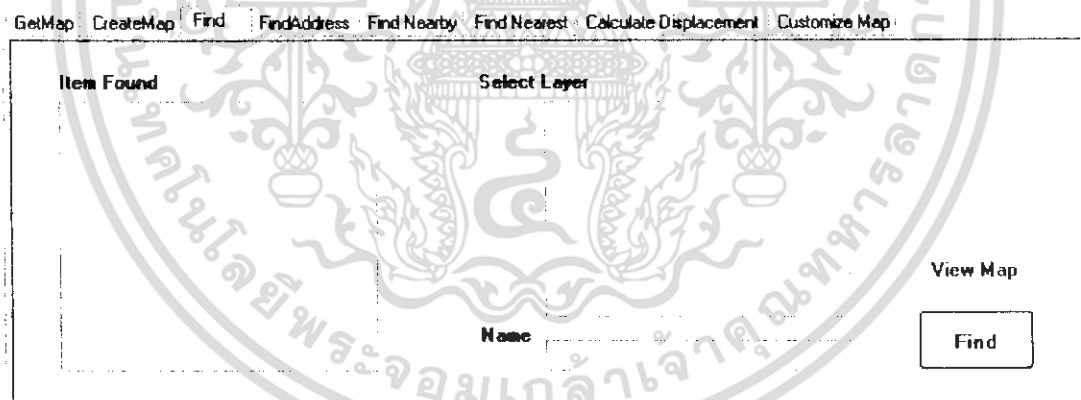 GetMap CreateMap Find FindAddress Find Nearby Find Nearest Calculate Displacement Customize Map
Item Found
Select Layer
View Map
Name
Find